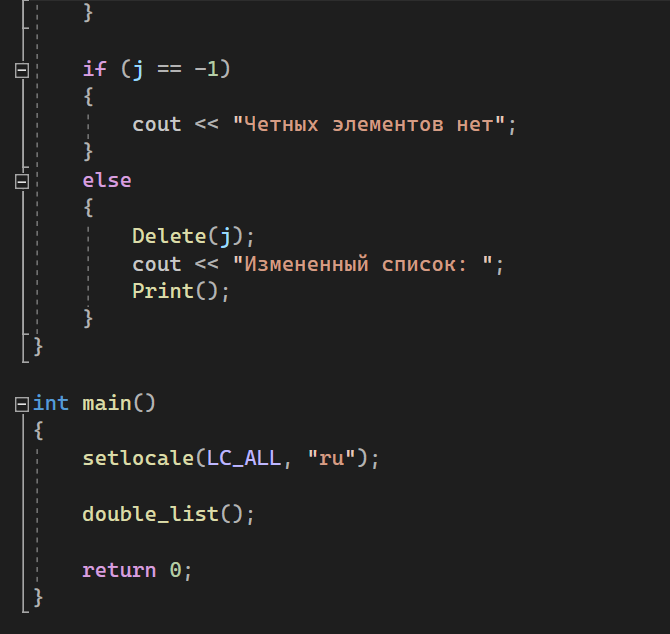 }
if (j == -1)
{
cout << "Четных элементов нет";
}
else
{
Delete(j);
cout << "Измененный список: ";
Print();
}
}
int main()
{
setlocale(LC_ALL, "ru");
double_list();
return 0;
}